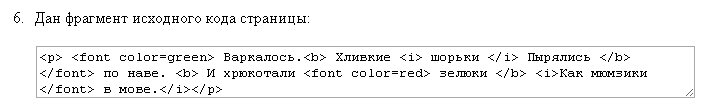 6. Дан фрагмент исходного кода страницы:
<p> <font color=green> Варкалось.<b> Хливкие <i> шорьки </i> Пырялись </b>
</font> по наве. <b> И хрюкотали <font color=red> зелюки </b> <i>Как мюмзики
</font> в мове.</i></p>